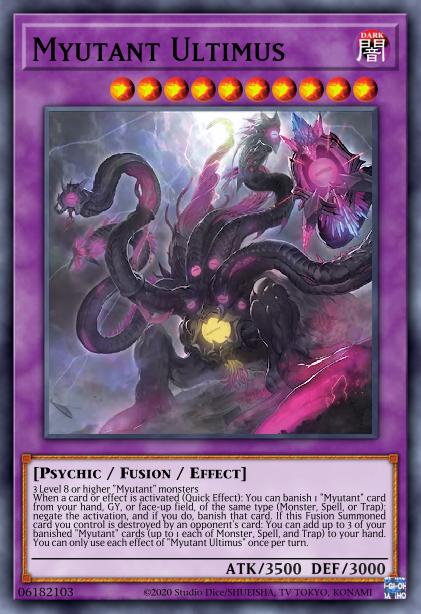 Myutant Ultimus
DARK
闇
[Psychic / Fusion / Effect]
3 Level 8 or higher "Myutant" monsters
When a card or effect is activated (Quick Effect): You can banish 1 "Myutant" card
from your hand, GY, or face-up field, of the same type (Monster, Spell, or Trap);
negate the activation, and if you do, banish that card. If this Fusion Summoned
card you control is destroyed by an opponent's card: You can add up to 3 of your
banished "Myutant" cards (up to 1 each of Monster, Spell, and Trap) to your hand.
You can only use each effect of "Myutant Ultimus" once per turn.
ATK/3500 DEF/3000
06182103
©2020 Studio Dice/SHUEISHA, TV TOKYO, KONAMI